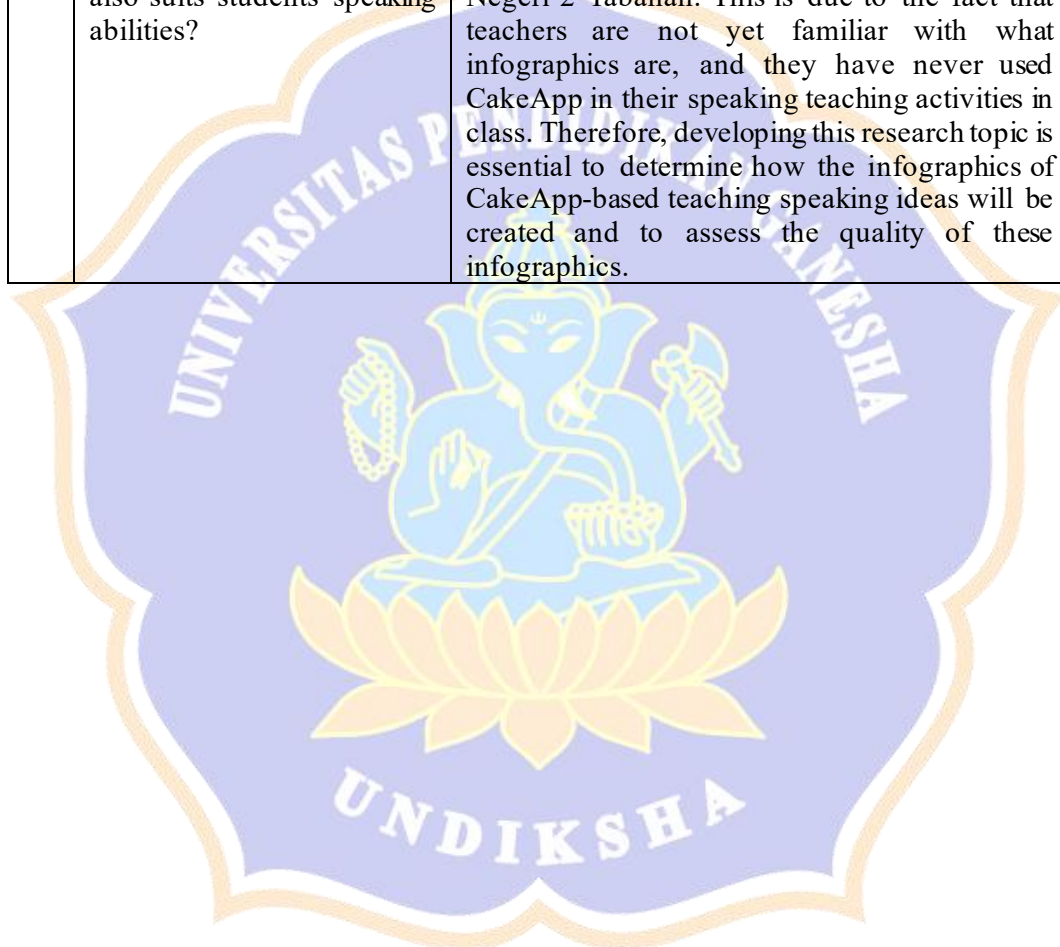 also suits students' speaking
abilities?
Negeri 2 Tabanan. This is due to the fact that
teachers are not yet familiar with what
infographics are, and they have never used
CakeApp in their speaking teaching activities in
class. Therefore, developing this research topic is
essential to determine how the infographics of
CakeApp-based teaching speaking ideas will be
created and to assess the quality of these
infographics.
UNIVERSITAS PENDIDIKAN GANESHA
UNDIKSHA